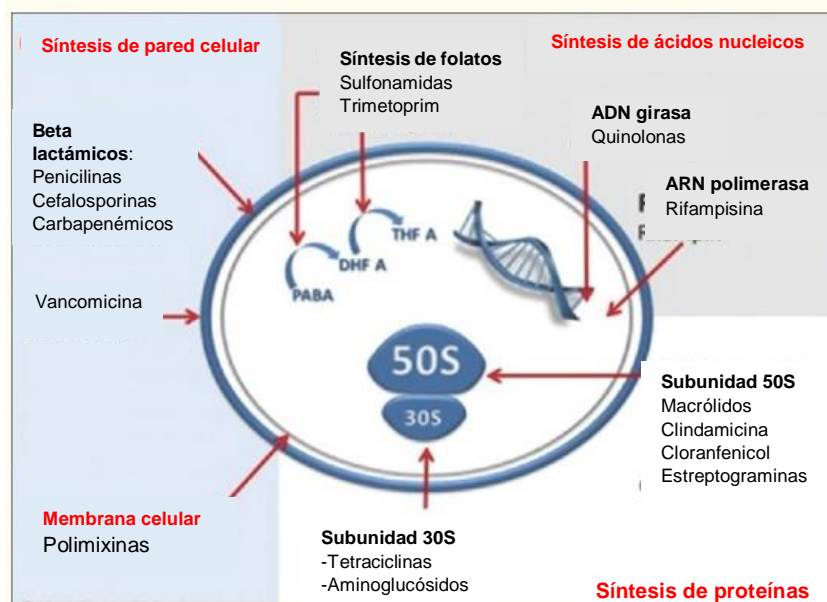 Síntesis de pared celular
Síntesis de folatos
Sulfonamidas
Trimetoprim
Síntesis de ácidos nucleicos
ADN girasa
Quinolonas
ARN polimerasa
Rifampisina
Beta
lactámicos:
Penicilinas
Cefalosporinas
Carbapenémicos
Vancomicina
THF A
DHF A
PABA
50S
30S
Subunidad 50S
Macrólidos
Clindamicina
Cloranfenicol
Estreptograminas
Membrana celular
Polimixinas
Subunidad 30S
-Tetraciclinas
-Aminoglucósidos
Síntesis de proteínas